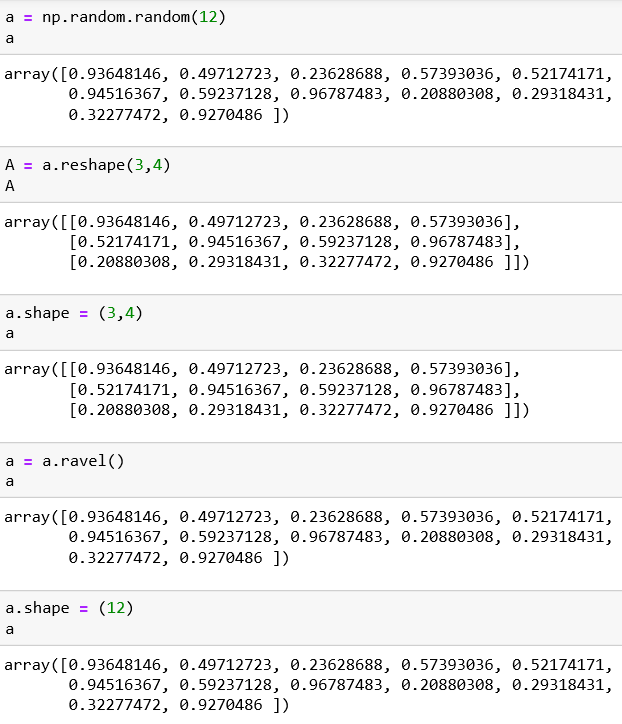 a = np.random.random(12)
a
array([0.93648146, 0.49712723, 0.23628688, 0.57393036, 0.52174171,
       0.94516367, 0.59237128, 0.96787483, 0.20880308, 0.29318431,
       0.32277472, 0.9270486 ])
A = a.reshape(3,4)
A
array([[0.93648146, 0.49712723, 0.23628688, 0.57393036],
       [0.52174171, 0.94516367, 0.59237128, 0.96787483],
       [0.20880308, 0.29318431, 0.32277472, 0.9270486 ]])
a.shape = (3,4)
a
array([[0.93648146, 0.49712723, 0.23628688, 0.57393036],
       [0.52174171, 0.94516367, 0.59237128, 0.96787483],
       [0.20880308, 0.29318431, 0.32277472, 0.9270486 ]])
a = a.ravel()
a
array([0.93648146, 0.49712723, 0.23628688, 0.57393036, 0.52174171,
       0.94516367, 0.59237128, 0.96787483, 0.20880308, 0.29318431,
       0.32277472, 0.9270486 ])
a.shape = (12)
a
array([0.93648146, 0.49712723, 0.23628688, 0.57393036, 0.52174171,
       0.94516367, 0.59237128, 0.96787483, 0.20880308, 0.29318431,
       0.32277472, 0.9270486 ])